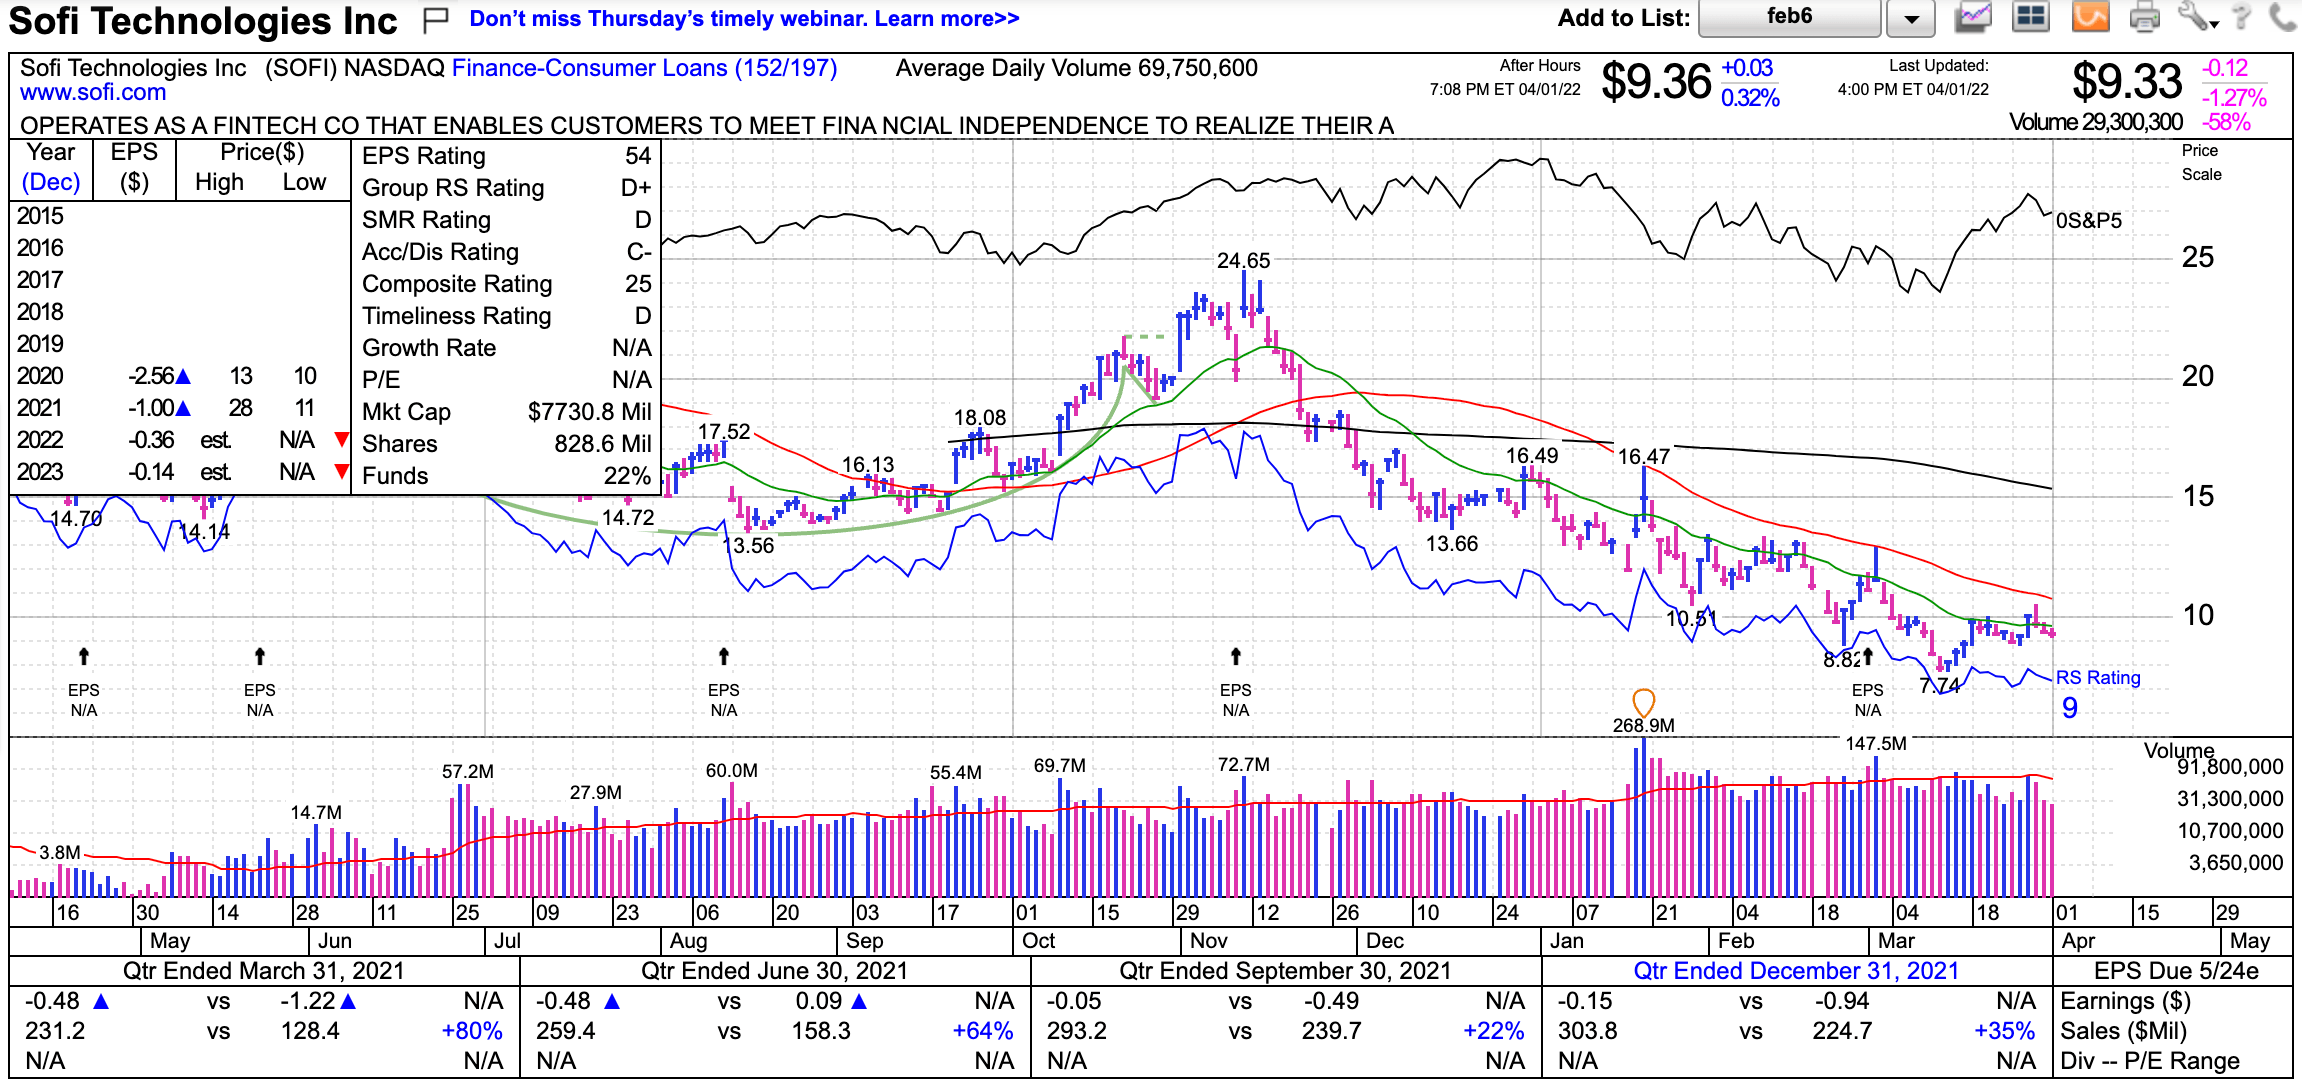 Sofi Technologies Inc Don’t miss Thursday’s timely webinar. Learn more>> Add to List: feb6
Sofi Technologies Inc (SOFI) NASDAQ Finance-Consumer Loans (152/197) Average Daily Volume 69,750,600
www.sofi.com
After Hours
7:08 PM ET 04/01/22
$9.36
+0.03
0.32%
Last Updated:
4:00 PM ET 04/01/22
$9.33
-0.12
-1.27%
OPERATES AS A FINTECH CO THAT ENABLES CUSTOMERS TO MEET FINA NCIAL INDEPENDENCE TO REALIZE THEIR A
Volume 29,300,300 -58%
Year EPS Price($)
(Dec) ($) High Low
2015
2016
2017
2018
2019
2020 -2.56▲ 13 10
2021 -1.00▲ 28 11
2022 -0.36 est. N/A ▼
2023 -0.14 est. N/A ▼
EPS Rating 54
Group RS Rating D+
SMR Rating D
Acc/Dis Rating C-
Composite Rating 25
Timeliness Rating D
Growth Rate N/A
P/E N/A
Mkt Cap $7730.8 Mil
Shares 828.6 Mil
Funds 22%
Price
Scale
0S&P5
25
20
15
10
24.65
18.08
17.52
16.13
16.49
16.47
14.70
14.14
14.72
13.56
13.66
10.51
8.82
7.74
EPS
N/A
EPS
N/A
EPS
N/A
EPS
N/A
EPS
N/A
RS Rating
9
268.9M
147.5M
57.2M
60.0M
55.4M
69.7M
72.7M
27.9M
14.7M
3.8M
Volume
91,800,000
31,300,000
10,700,000
3,650,000
16 30 14 28 11 25 09 23 06 20 03 17 01 15 29 12 26 10 24 07 21 04 18 04 18 01 15 29
May Jun Jul Aug Sep Oct Nov Dec Jan Feb Mar Apr May
Qtr Ended March 31, 2021 Qtr Ended June 30, 2021 Qtr Ended September 30, 2021 Qtr Ended December 31, 2021 EPS Due 5/24e
-0.48 ▲ vs -1.22 ▲ N/A -0.48 ▲ vs 0.09 ▲ N/A -0.05 vs -0.49 N/A -0.15 vs -0.94 N/A Earnings ($)
231.2 vs 128.4 +80% 259.4 vs 158.3 +64% 293.2 vs 239.7 +22% 303.8 vs 224.7 +35% Sales ($Mil)
N/A N/A N/A N/A N/A N/A N/A N/A Div -- P/E Range